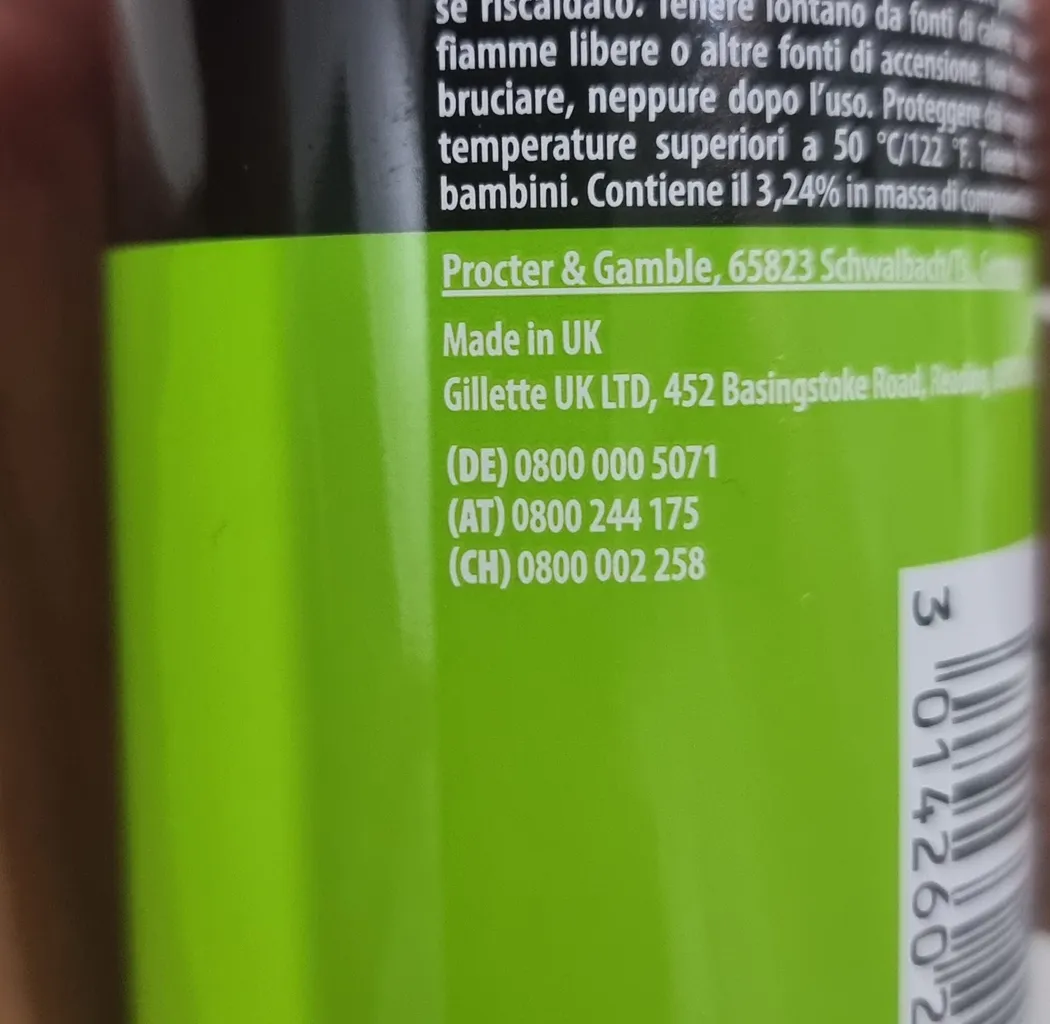 se riscaldato. Tenere lontano da fonti di
fiamme libere o altre fonti di accensione.
bruciare, neppure dopo l'uso. Proteggere
temperature superiori a 50 °C/122 °F.
bambini. Contiene il 3,24% in massa di
Procter & Gamble, 65823 Schwalbach/Ts.,
Made in UK
Gillette UK LTD, 452 Basingstoke Road, Reading,
(DE) 0800 000 5071
(AT) 0800 244 175
(CH) 0800 002 258
3 0142602